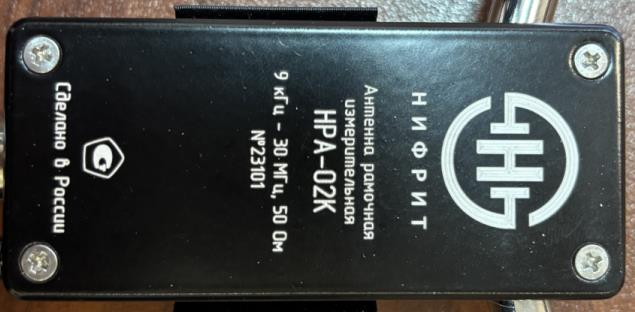 НИФРИТ
Антенна рамочная
измерительная
НРА-02К
9 кГц - 30 МГц, 50 Ом
№23101
Сделано в России